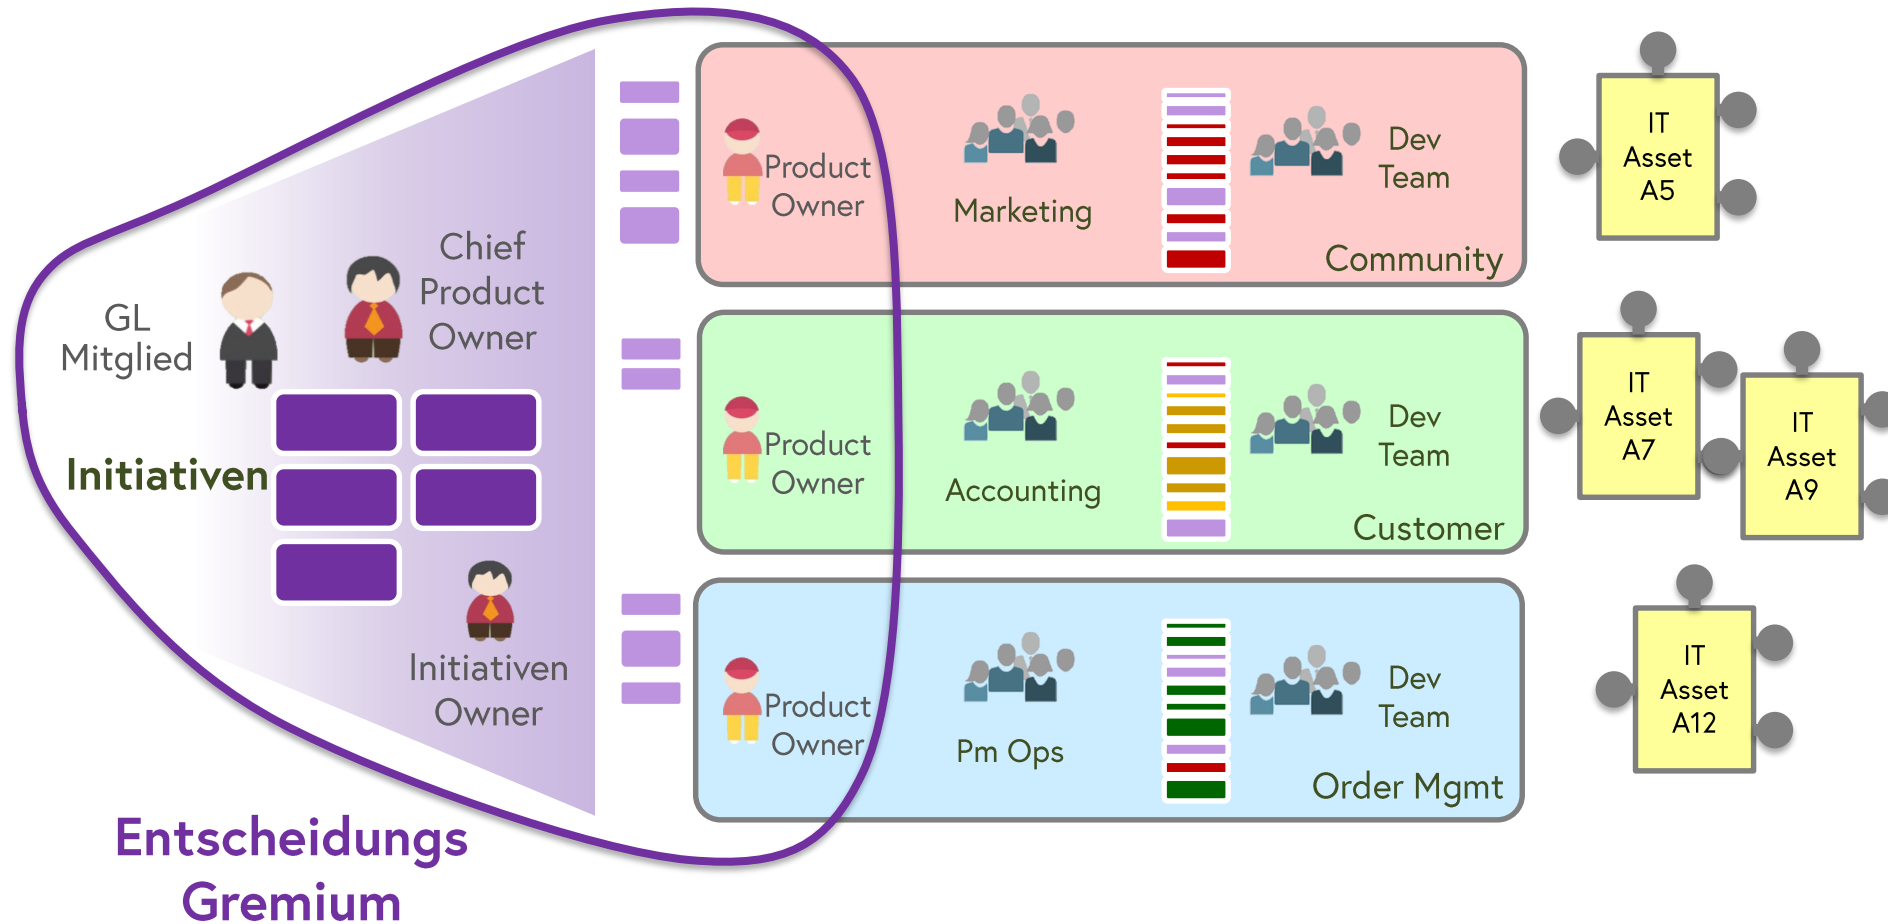 GL
Mitglied
Chief
Product
Owner
Initiativen
Initiativen
Owner
Entscheidungs
Gremium
Product
Owner
Marketing
Dev
Team
Community
IT
Asset
A5
Product
Owner
Accounting
Dev
Team
Customer
IT
Asset
A7
IT
Asset
A9
Product
Owner
Pm Ops
Dev
Team
Order Mgmt
IT
Asset
A12